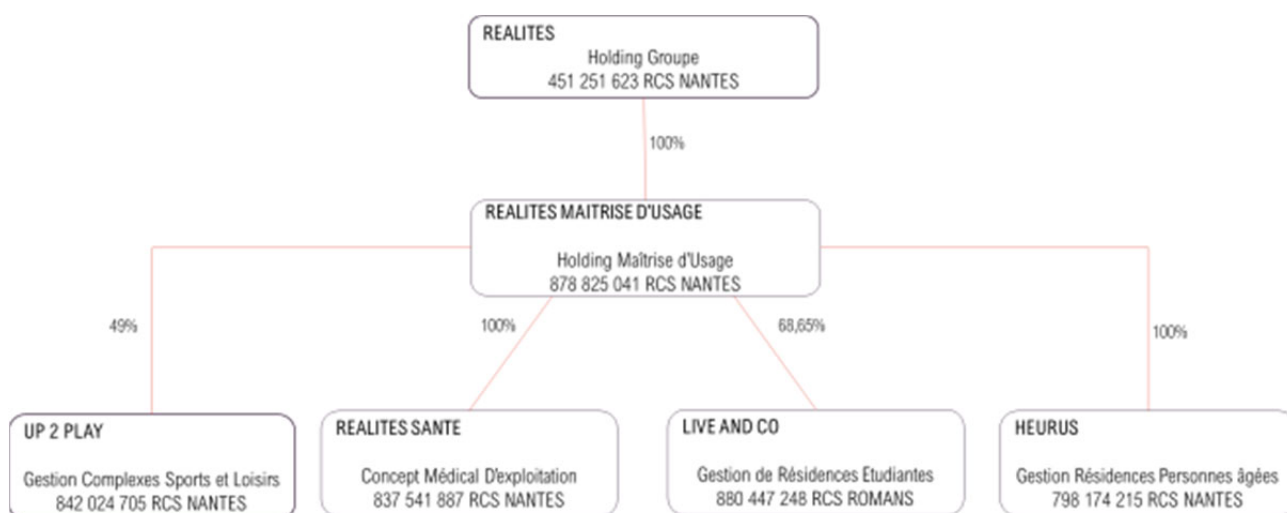 REALITES
Holding Groupe
451 251 623 RCS NANTES
100%
REALITES MAITRISE D'USAGE
Holding Maîtrise d'Usage
878 825 041 RCS NANTES
49%
100%
68,65%
100%
UP 2 PLAY
Gestion Complexes Sports et Loisirs
842 024 705 RCS NANTES
REALITES SANTE
Concept Médical D'exploitation
837 541 887 RCS NANTES
LIVE AND CO
Gestion de Résidences Etudiantes
880 447 248 RCS ROMANS
HEURUS
Gestion Résidences Personnes âgées
798 174 215 RCS NANTES